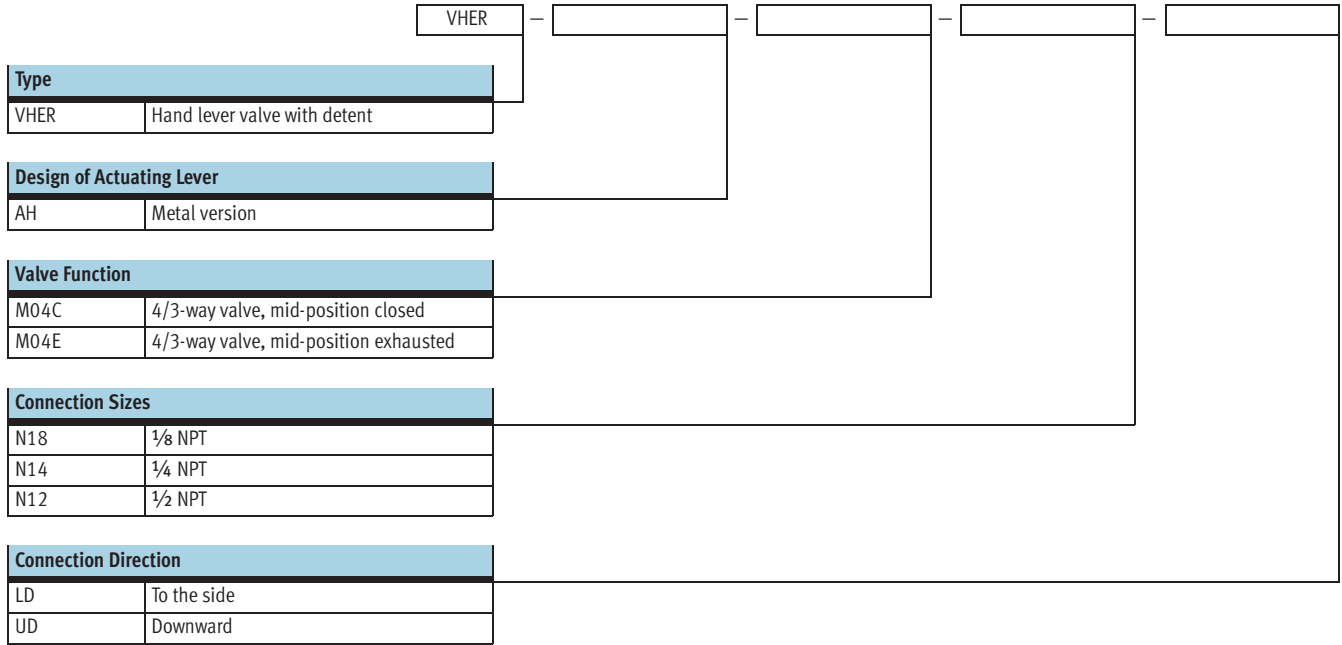 VHER – – – –
Type
VHER Hand lever valve with detent
Design of Actuating Lever
AH Metal version
Valve Function
M04C 4/3-way valve, mid-position closed
M04E 4/3-way valve, mid-position exhausted
Connection Sizes
N18 ⅛ NPT
N14 ¼ NPT
N12 ½ NPT
Connection Direction
LD To the side
UD Downward